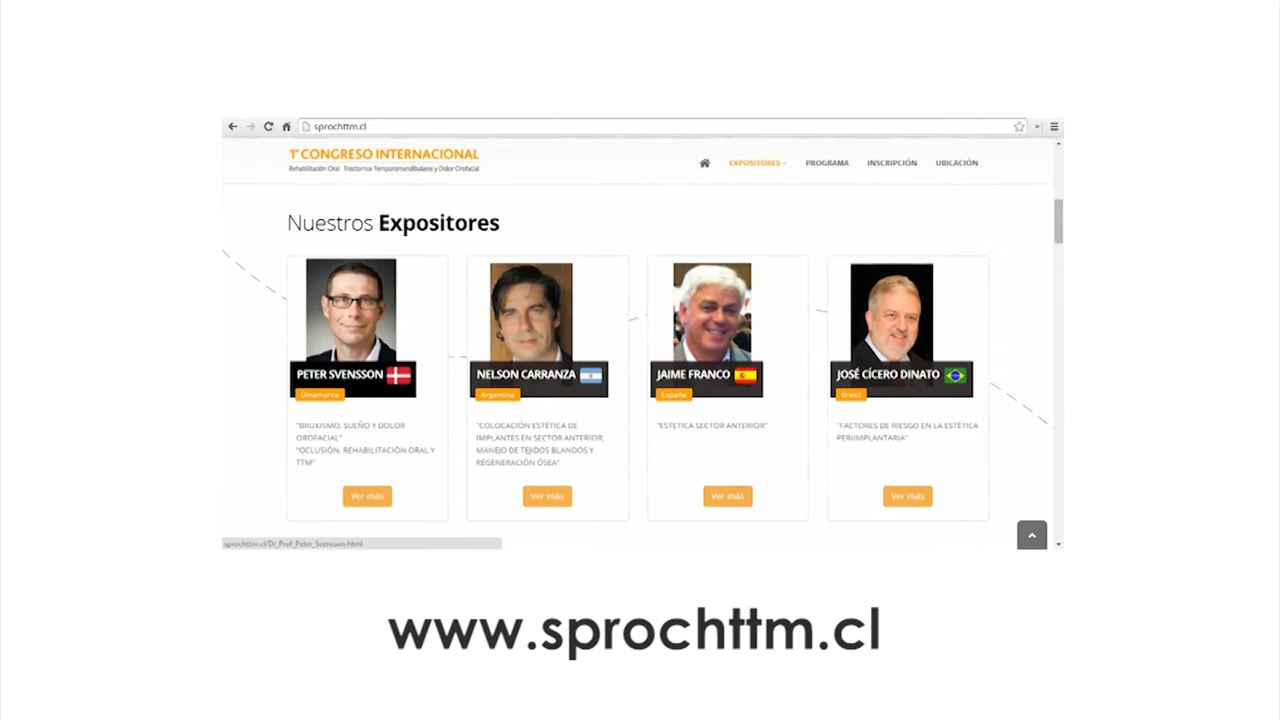 sprochttm.cl
1er CONGRESO INTERNACIONAL
Rehabilitación Oral Trastornos Temporomandibulares y Dolor Orofacial
EXPOSITORES
PROGRAMA
INSCRIPCIÓN
UBICACIÓN
Nuestros Expositores
PETER SVENSSON
Dinamarca
"BRUXISMO, SUEÑO Y DOLOR
OROFACIAL"
"OCLUSIÓN, REHABILITACIÓN ORAL Y
TTM"
Ver más
NELSON CARRANZA
Argentina
"COLOCACIÓN ESTÉTICA DE
IMPLANTES EN SECTOR ANTERIOR,
MANEJO DE TEJIDOS BLANDOS Y
REGENERACIÓN ÓSEA"
Ver más
JAIME FRANCO
España
"ESTETICA SECTOR ANTERIOR"
Ver más
JOSÉ CÍCERO DINATO
Brasil
"FACTORES DE RIESGO EN LA ESTÉTICA
PERIIMPLANTARIA"
Ver más
sprochttm.cl/Dr_Prof_Peter_Svensson.html
www.sprochttm.cl